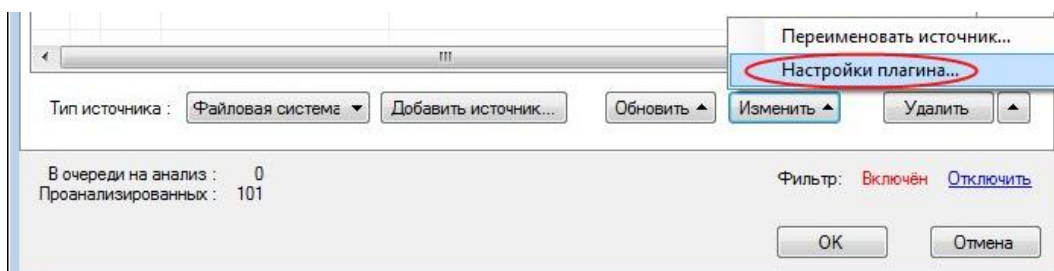 Переименовать источник...
Настройки плагина...
Тип источника : Файловая система Добавить источник... Обновить Изменить Удалить
В очереди на анализ : 0
Проанализированных : 101
Фильтр: Включён Отключить
OK Отмена